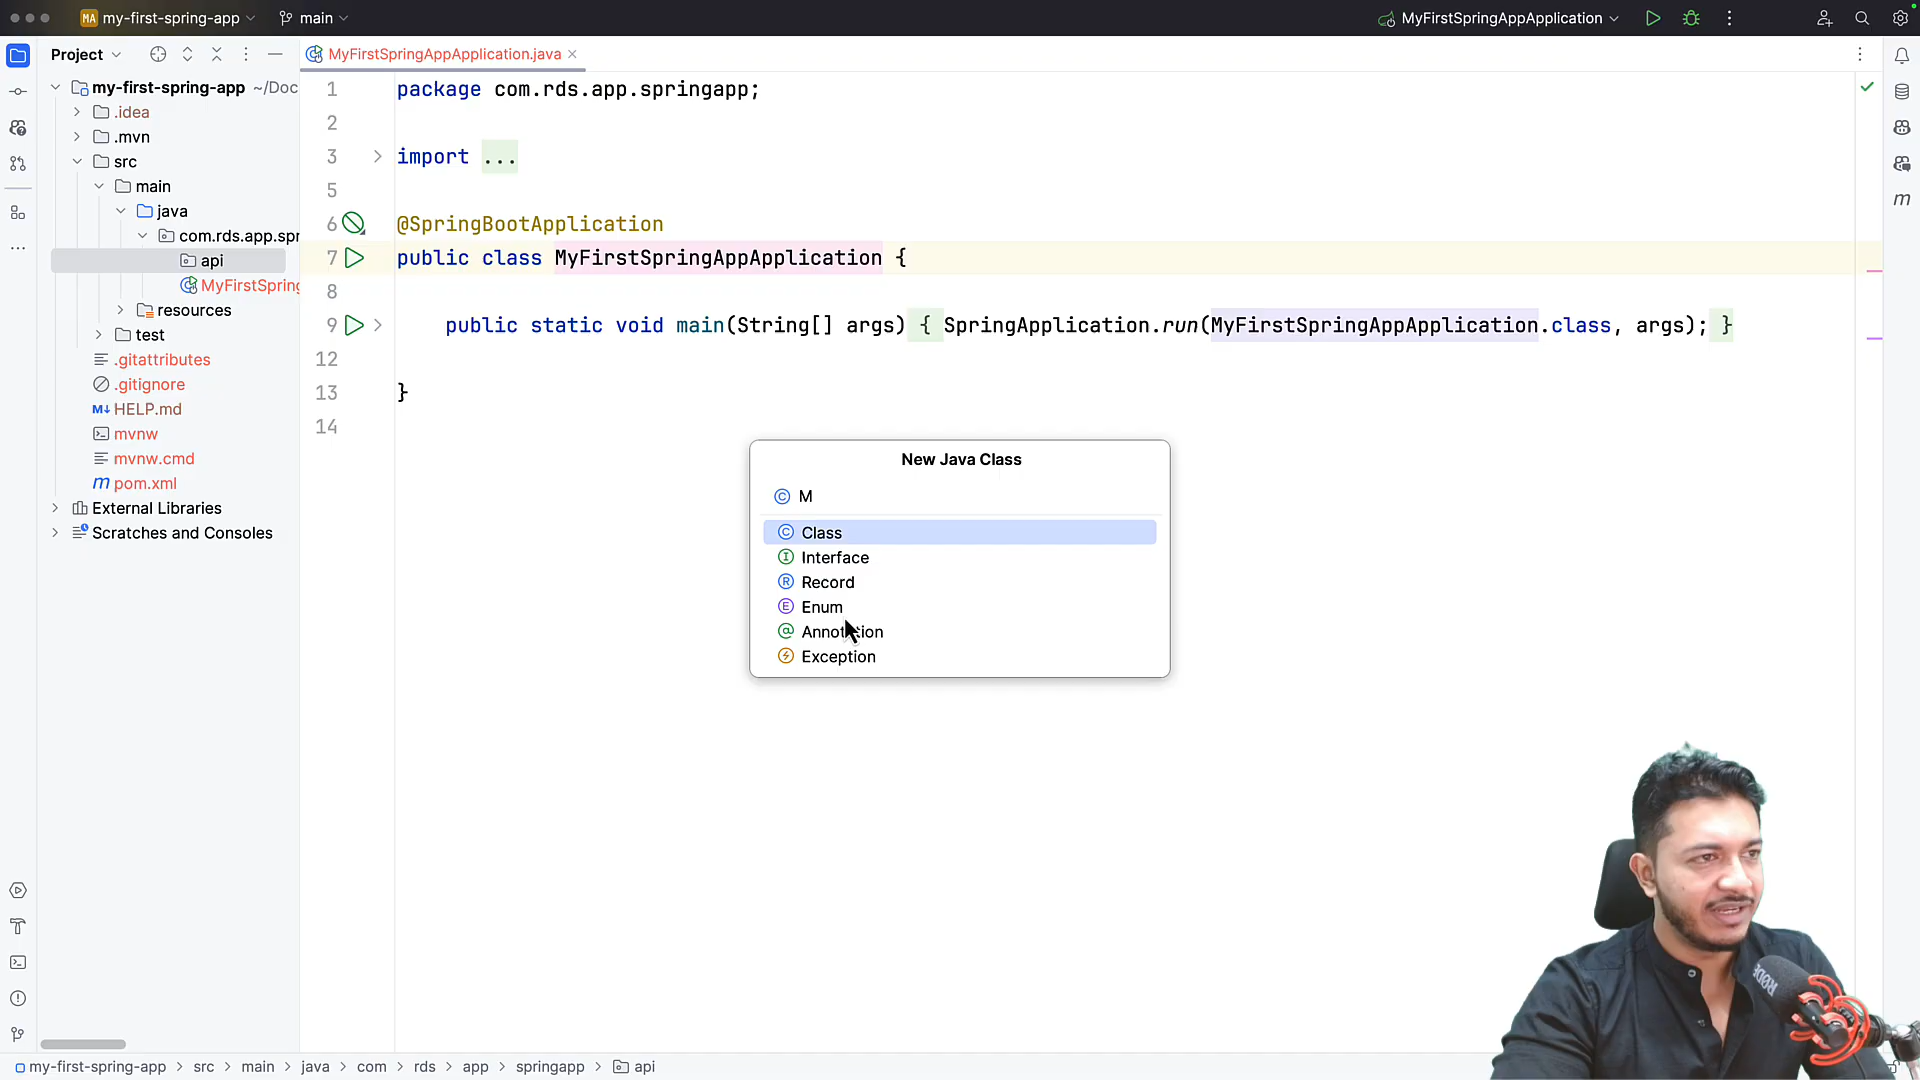 MA my-first-spring-app main MyFirstSpringAppApplication
Project
MyFirstSpringAppApplication.java
my-first-spring-app ~/Doc
.idea
.mvn
src
main
java
com.rds.app.spr
api
MyFirstSpring
resources
test
.gitattributes
.gitignore
M↓ HELP.md
mvnw
mvnw.cmd
m pom.xml
External Libraries
Scratches and Consoles
1 package com.rds.app.springapp;
2
3 import ...
5
6 @SpringBootApplication
7 public class MyFirstSpringAppApplication {
8
9 public static void main(String[] args) { SpringApplication.run(MyFirstSpringAppApplication.class, args); }
12
13 }
14
m
New Java Class
C M
C Class
I Interface
R Record
E Enum
@ Annotation
Exception
RØDE
my-first-spring-app > src > main > java > com > rds > app > springapp > api